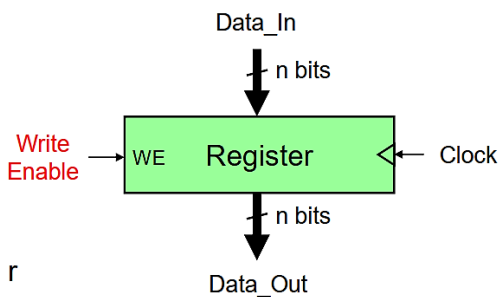 Data_In
n bits
Write
Enable
WE
Register
Clock
n bits
r
Data_Out